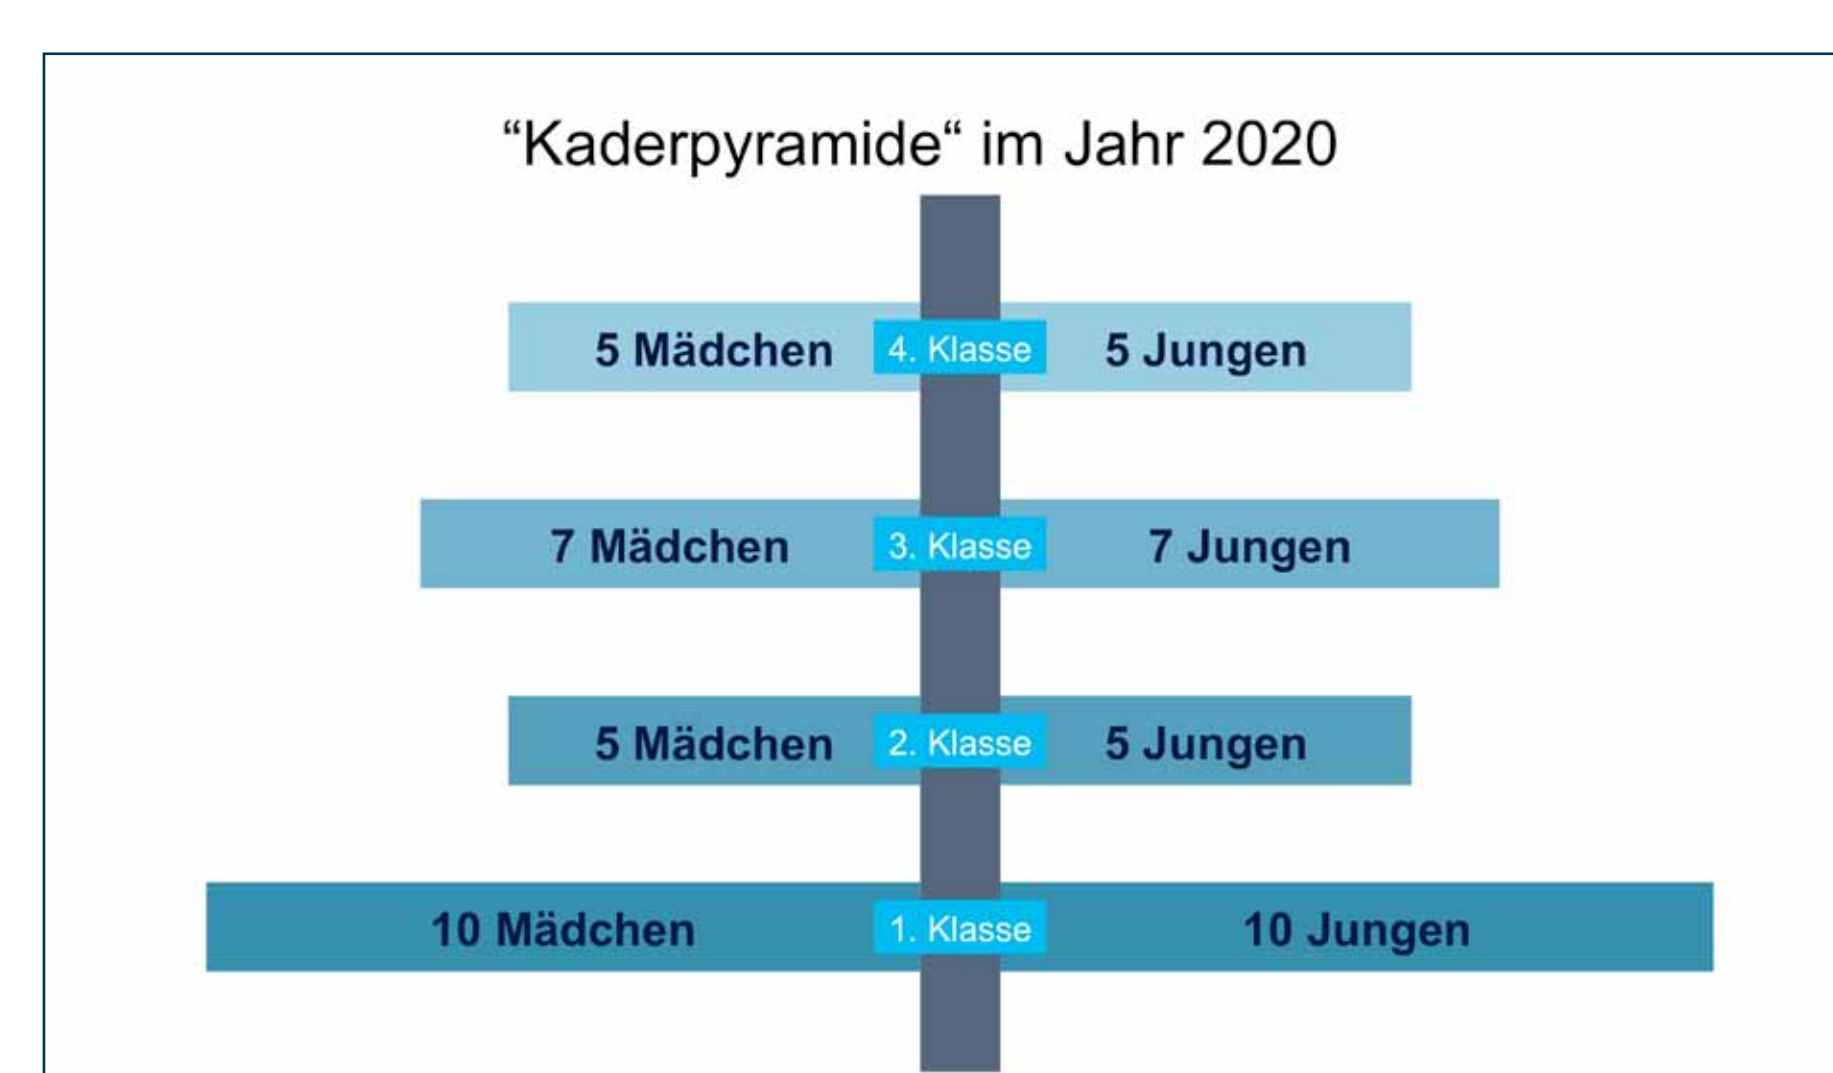 “Kaderpyramide“ im Jahr 2020
5 Mädchen 4. Klasse 5 Jungen
7 Mädchen 3. Klasse 7 Jungen
5 Mädchen 2. Klasse 5 Jungen
10 Mädchen 1. Klasse 10 Jungen